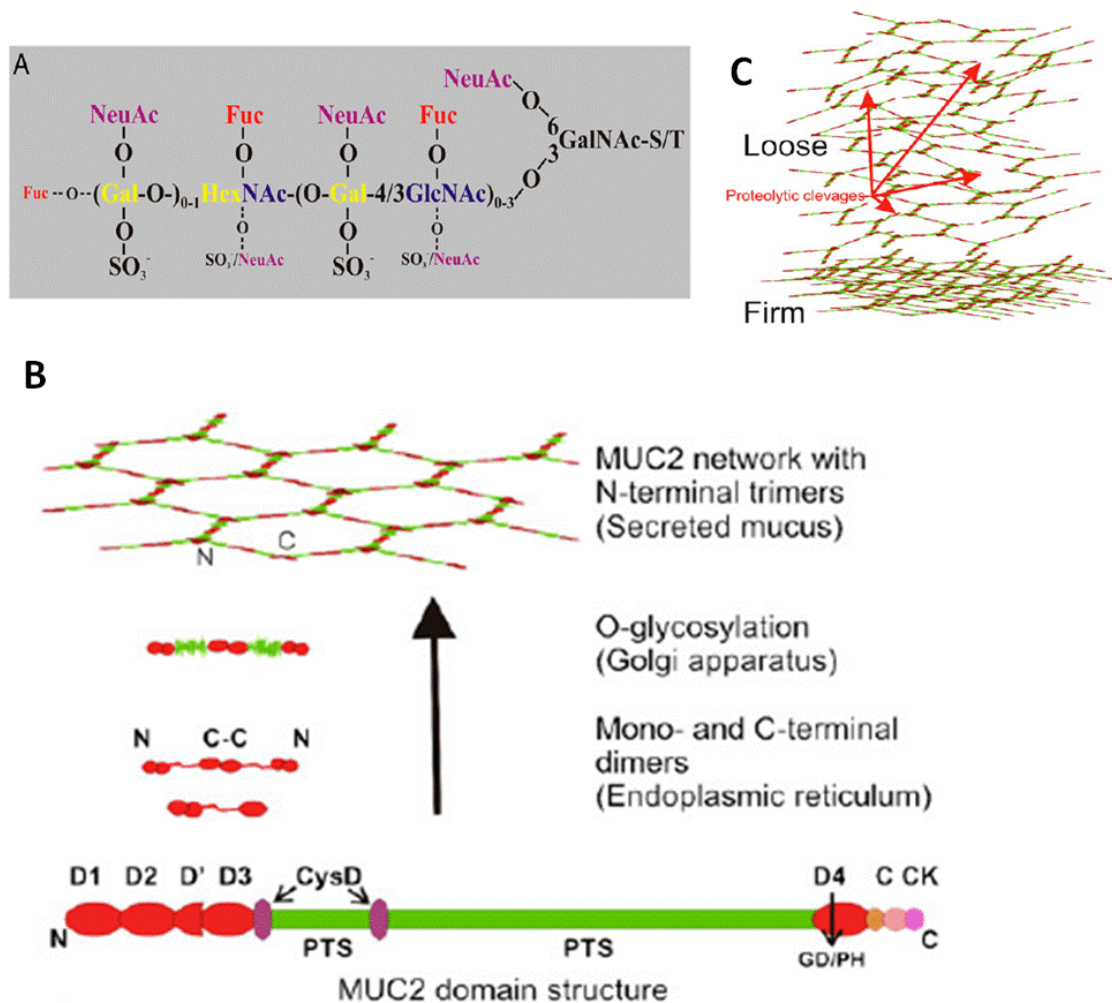 A
NeuAc
Fuc
NeuAc
Fuc
NeuAc
O
O
O
O
O
6
GalNAc-S/T
3
O
Fuc--O--(Gal-O-)0-1HexNAc-(O-Gal-4/3GlcNAc)0-3
O
O
O
O
SO3-
SO3-/NeuAc
SO3-
SO3-/NeuAc
C
Loose
Proteolytic clevages
Firm
B
N
C
MUC2 network with
N-terminal trimers
(Secreted mucus)
O-glycosylation
(Golgi apparatus)
N C-C N
Mono- and C-terminal
dimers
(Endoplasmic reticulum)
D1 D2 D' D3 CysD D4 C CK
N PTS PTS GD/PH C
MUC2 domain structure